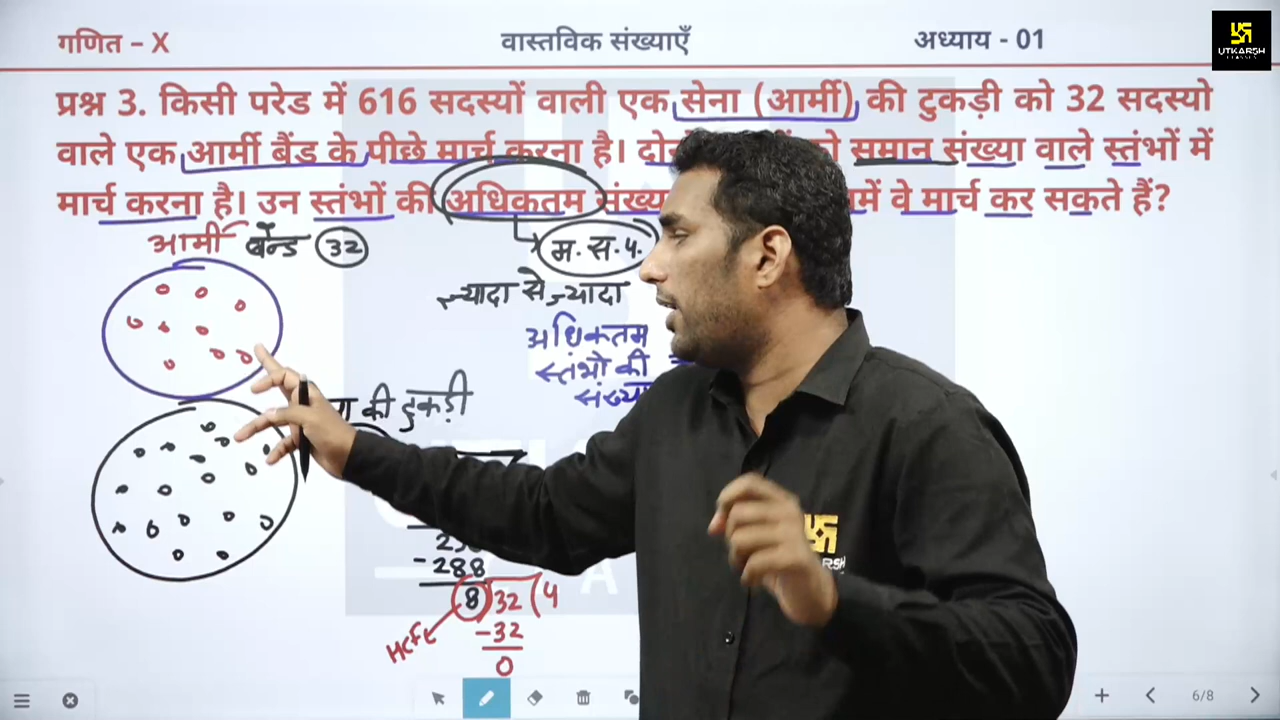 गणित – X
वास्तविक संख्याएँ
अध्याय - 01
UTKARSH
CLASSES
प्रश्न 3. किसी परेड में 616 सदस्यों वाली एक सेना (आर्मी) की टुकड़ी को 32 सदस्यो
वाले एक आर्मी बैंड के पीछे मार्च करना है। समान संख्या वाले स्तंभों में
मार्च करना है। उन स्तंभों की अधिकतम वे मार्च कर सकते हैं?
आर्मी बैन्ड 32
म. स. प.
ज्यादा से ज्यादा
अधिकतम
स्तंभो की
संख्या
की टुकड़ी
- 288
8 32 4
HCF
-32
0
6/8